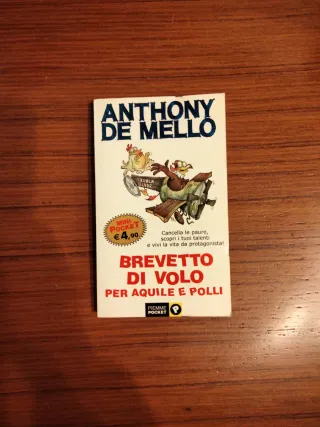 ANTHONY
DE MELLO
MINI
POCKET
€ 4,90
Cancella le paure,
scopri i tuoi talenti
e vivi la vita da protagonista!
BREVETTO
DI VOLO
PER AQUILE E POLLI
PIEMME
POCKET
P